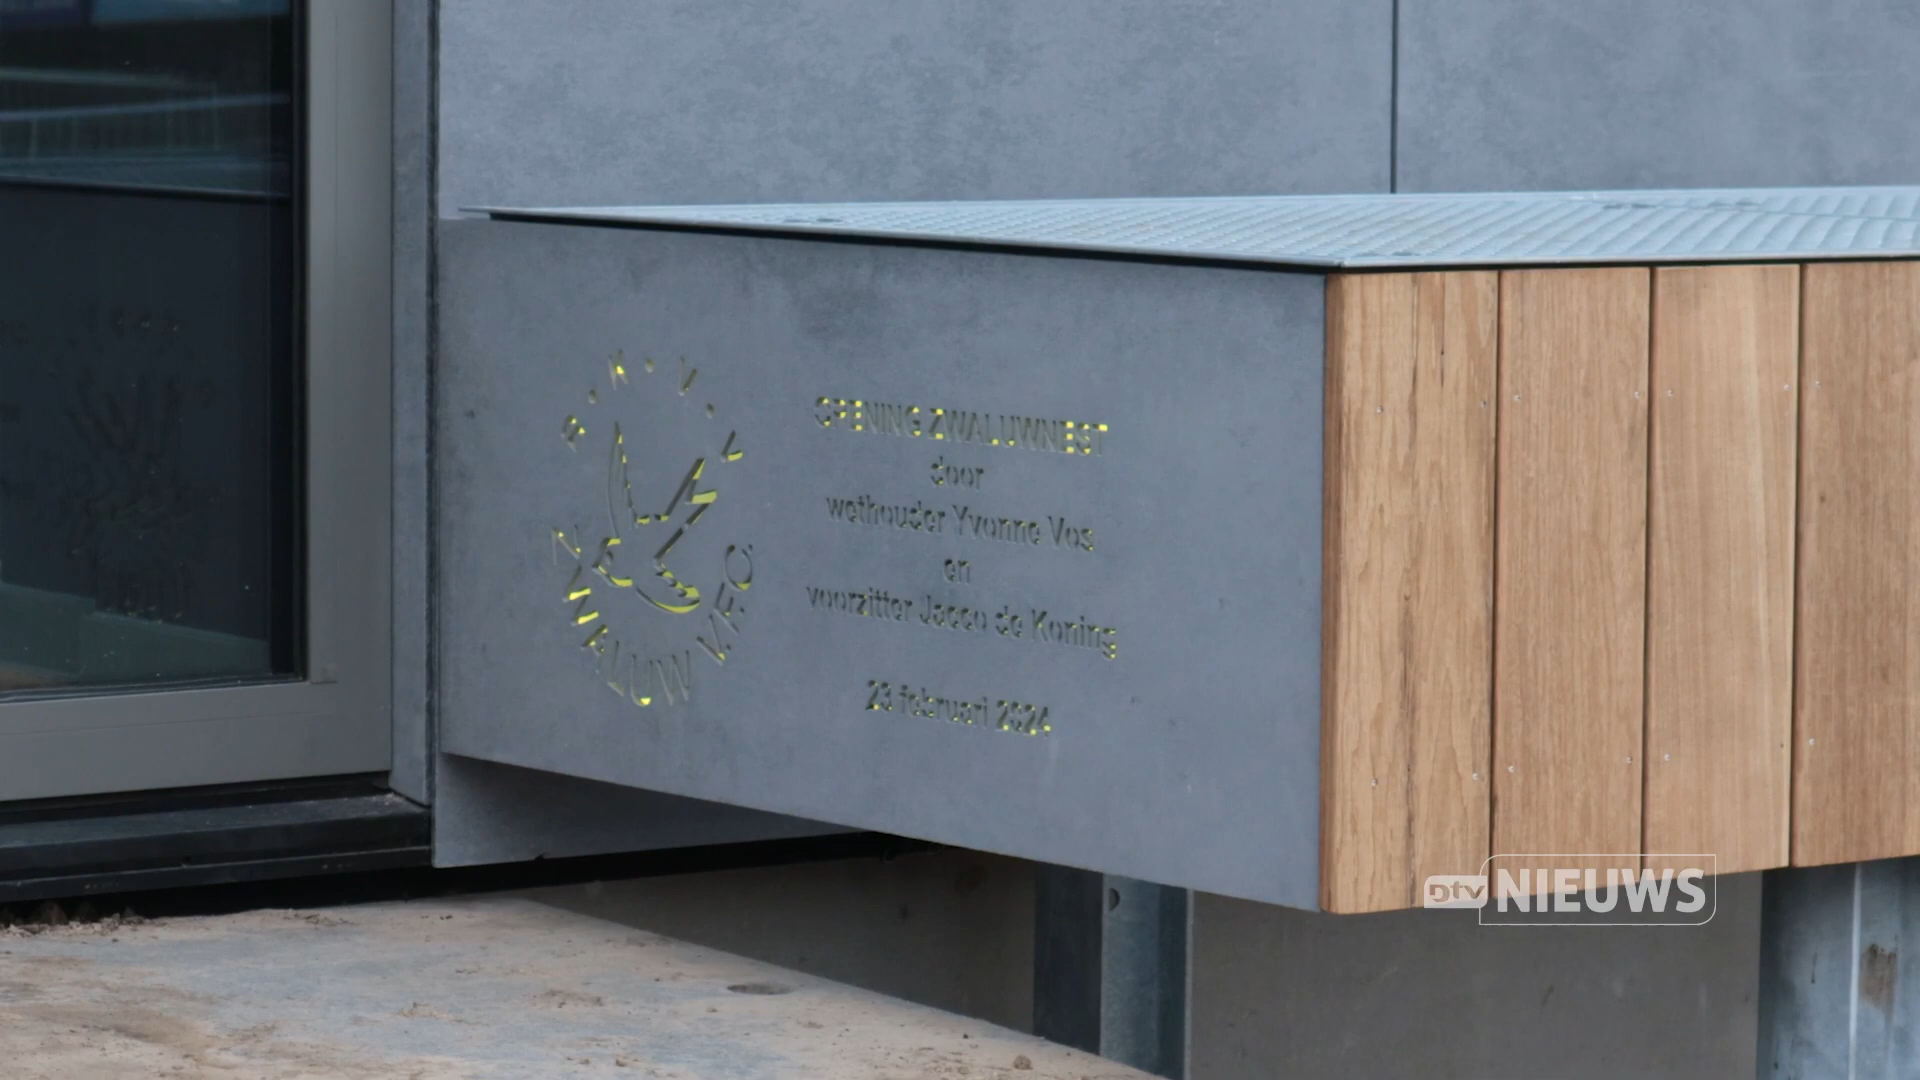 R.K.V.V.
ZWALUW V.F.C.
OPENING ZWALUWNEST
door
wethouder Yvonne Vos
en
voorzitter Jacco de Koning
23 februari 2024
DTV NIEUWS